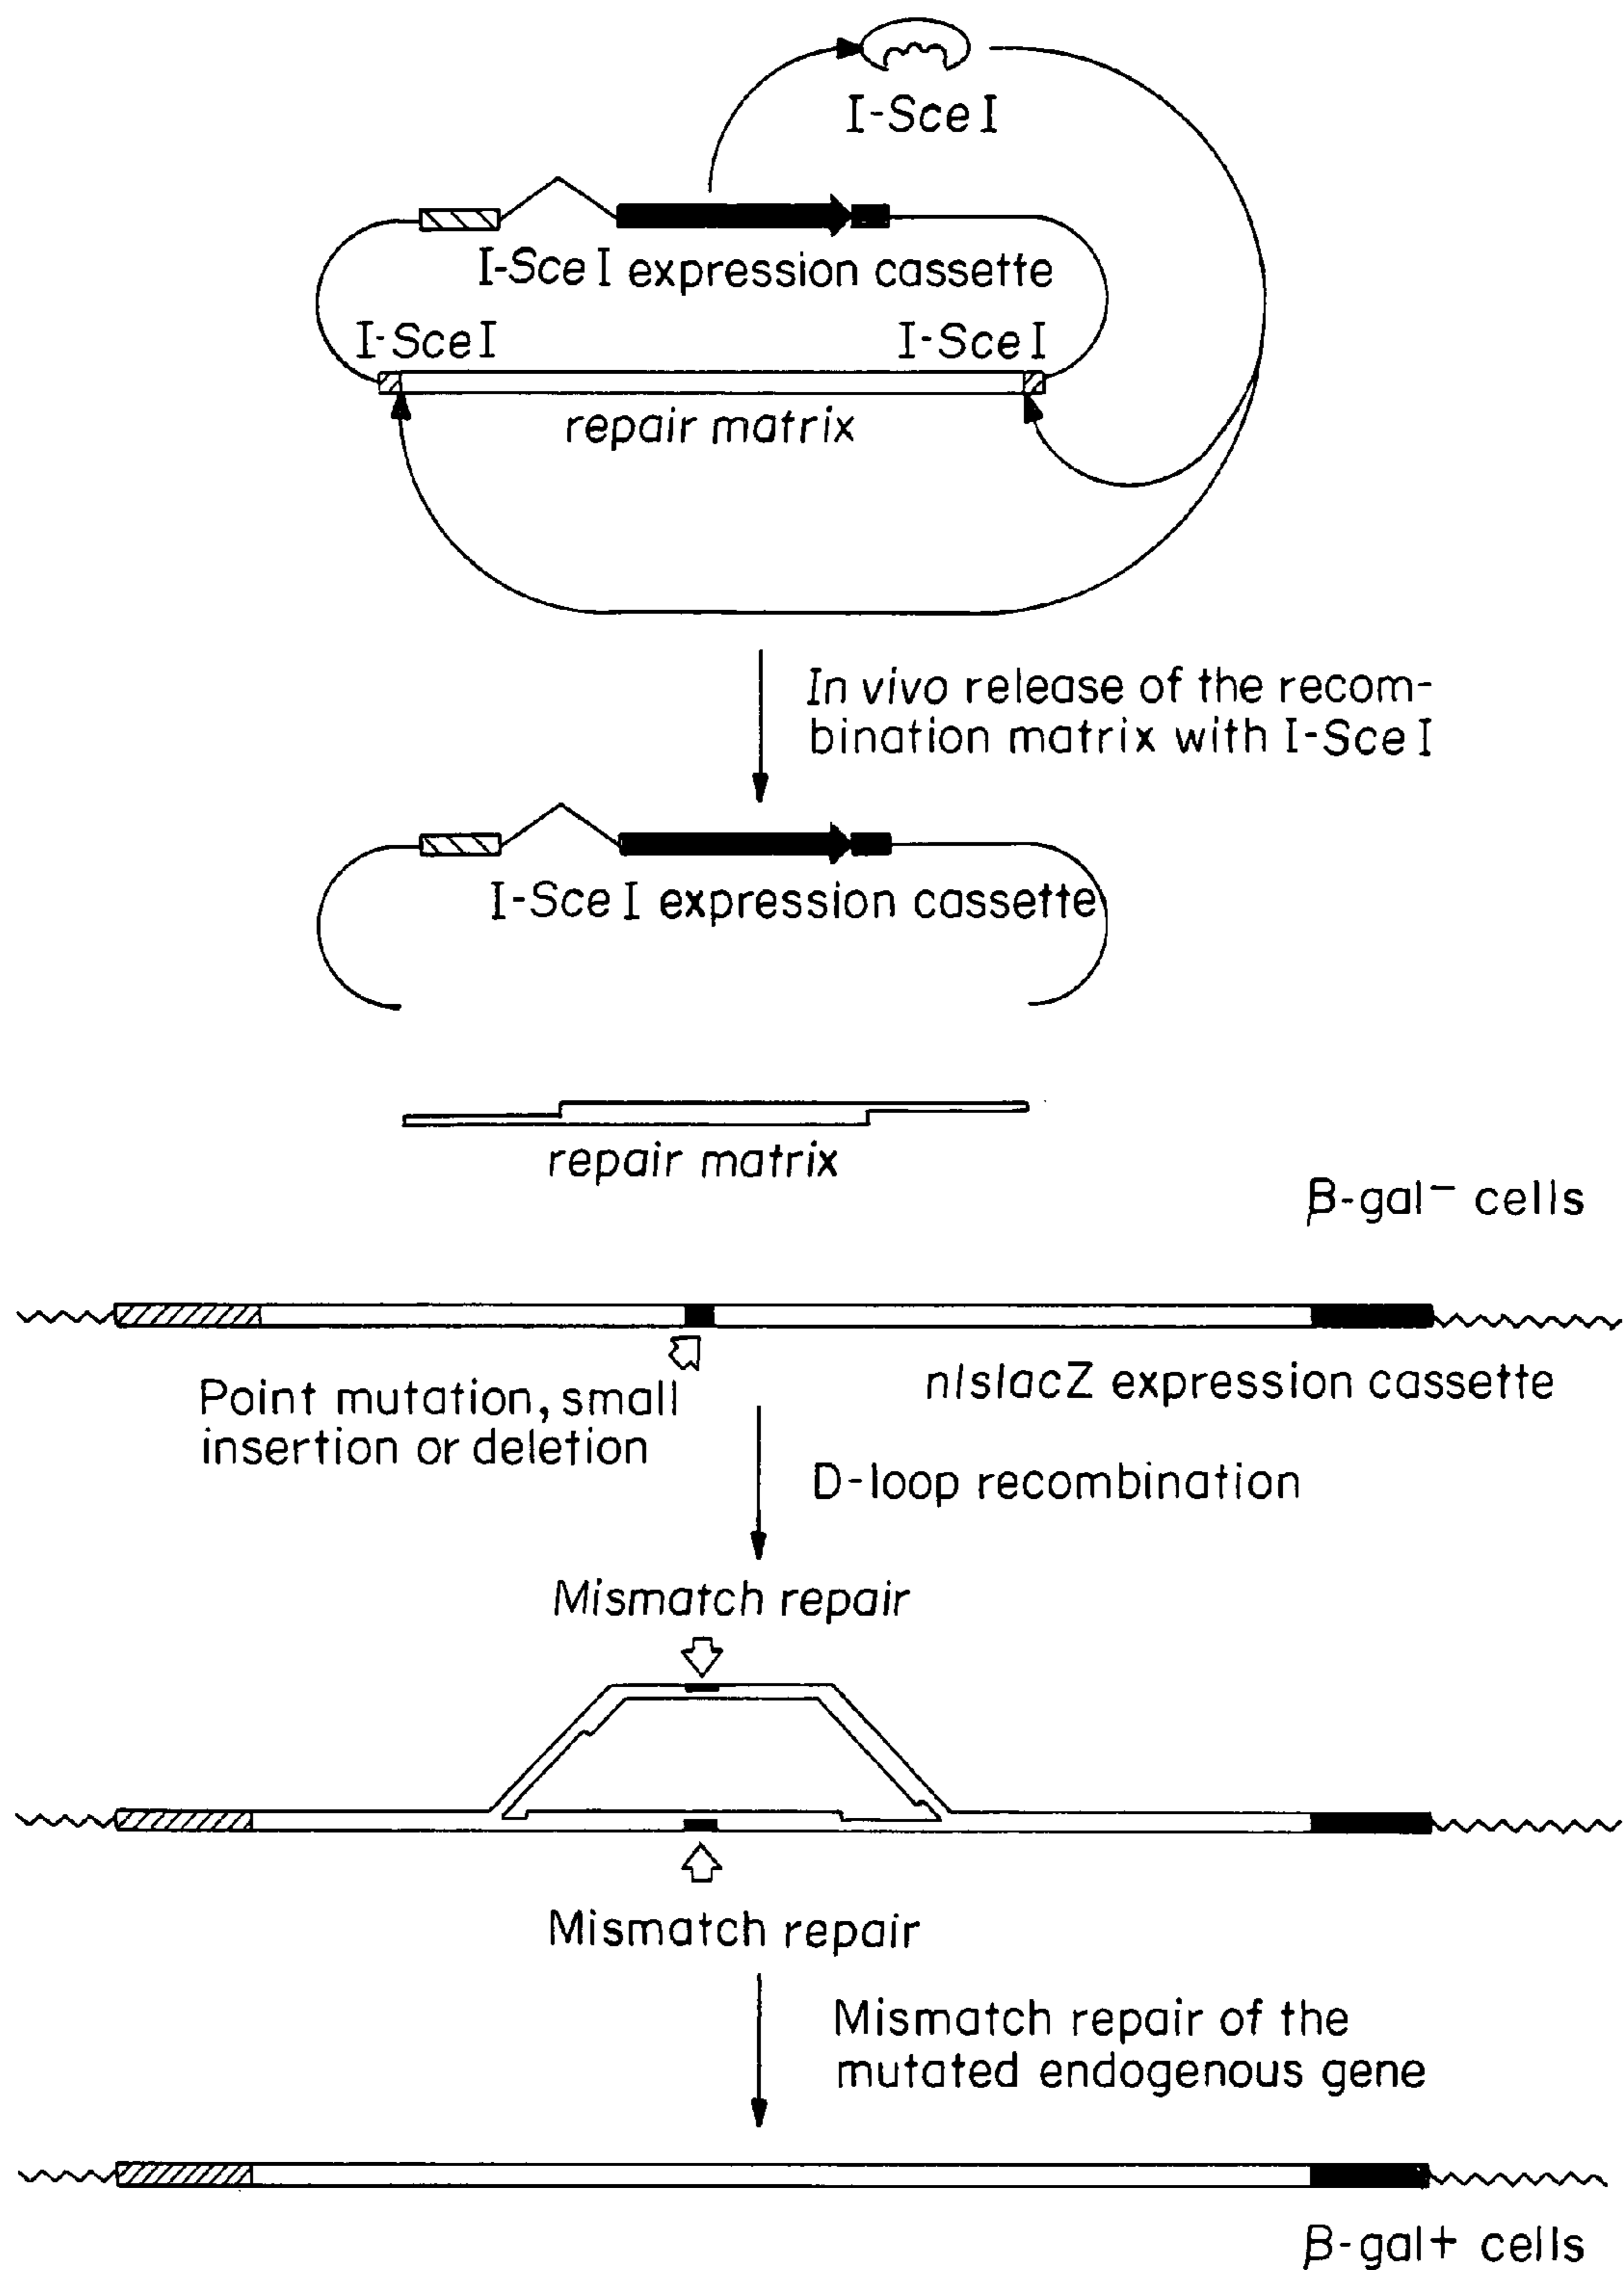 I-SceI
I-SceI expression cassette
I-SceI I-SceI
repair matrix
In vivo release of the recom-
bination matrix with I-SceI
I-SceI expression cassette
repair matrix
β-gal⁻ cells
Point mutation, small
insertion or deletion
nlslacZ expression cassette
D-loop recombination
Mismatch repair
Mismatch repair
Mismatch repair of the
mutated endogenous gene
β-gal+ cells